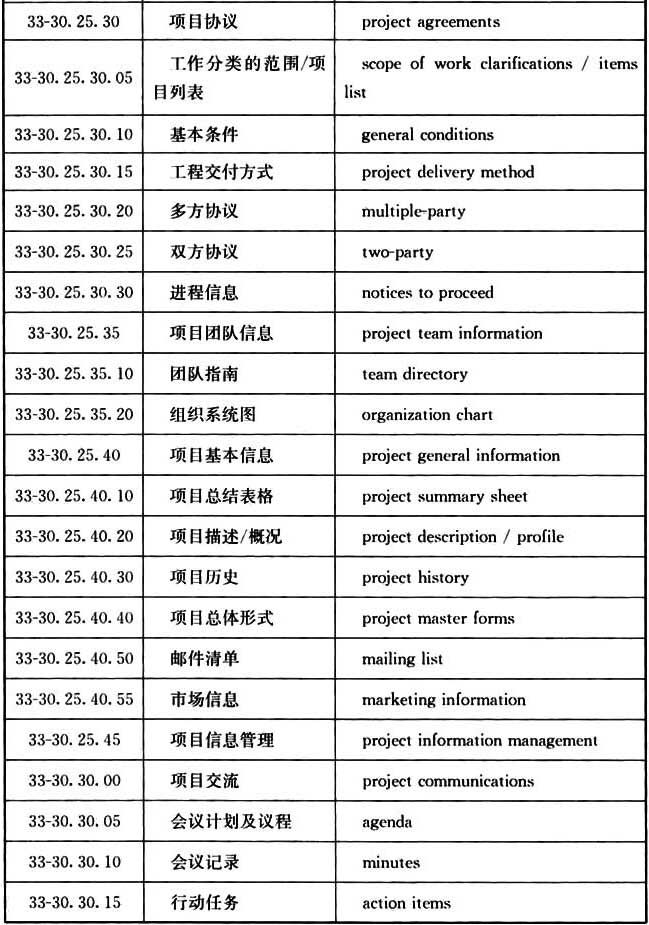 33-30. 25. 30 项目协议 project agreements
33-30. 25. 30. 05 工作分类的范围/项目列表 scope of work clarifications / items list
33-30. 25. 30. 10 基本条件 general conditions
33-30. 25. 30. 15 工程交付方式 project delivery method
33-30. 25. 30. 20 多方协议 multiple-party
33-30. 25. 30. 25 双方协议 two-party
33-30. 25. 30. 30 进程信息 notices to proceed
33-30. 25. 35 项目团队信息 project team information
33-30. 25. 35. 10 团队指南 team directory
33-30. 25. 35. 20 组织系统图 organization chart
33-30. 25. 40 项目基本信息 project general information
33-30. 25. 40. 10 项目总结表格 project summary sheet
33-30. 25. 40. 20 项目描述/概况 project description / profile
33-30. 25. 40. 30 项目历史 project history
33-30. 25. 40. 40 项目总体形式 project master forms
33-30. 25. 40. 50 邮件清单 mailing list
33-30. 25. 40. 55 市场信息 marketing information
33-30. 25. 45 项目信息管理 project information management
33-30. 30. 00 项目交流 project communications
33-30. 30. 05 会议计划及议程 agenda
33-30. 30. 10 会议记录 minutes
33-30. 30. 15 行动任务 action items